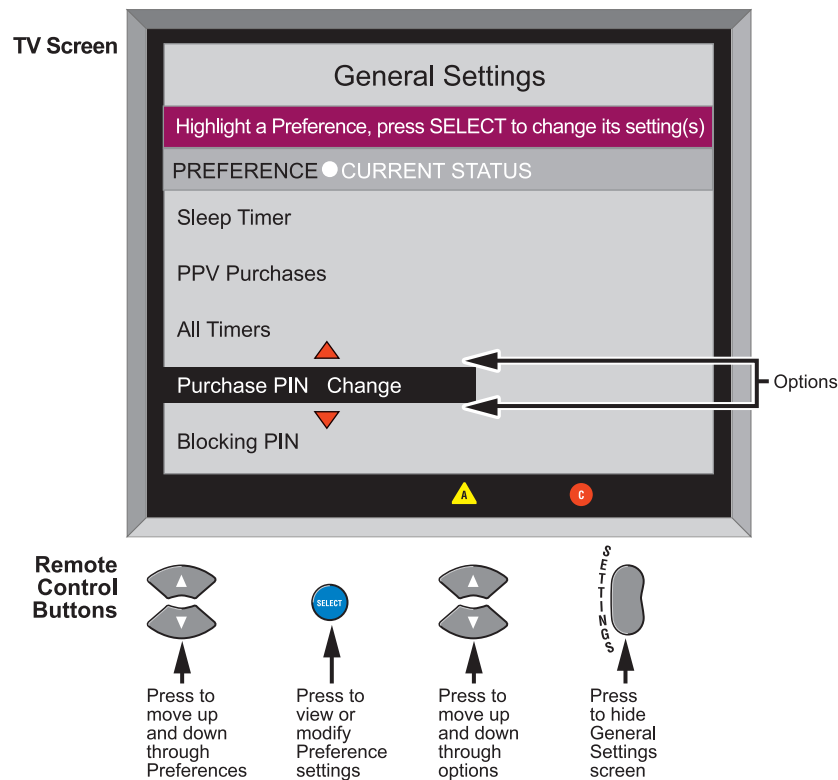 TV Screen
General Settings
Highlight a Preference, press SELECT to change its setting(s)
PREFERENCE CURRENT STATUS
Sleep Timer
PPV Purchases
All Timers
Purchase PIN Change
Options
Blocking PIN
A
C
Remote
Control
Buttons
SELECT
SETTINGS
Press to
move up
and down
through
Preferences
Press to
view or
modify
Preference
settings
Press to
move up
and down
through
options
Press
to hide
General
Settings
screen